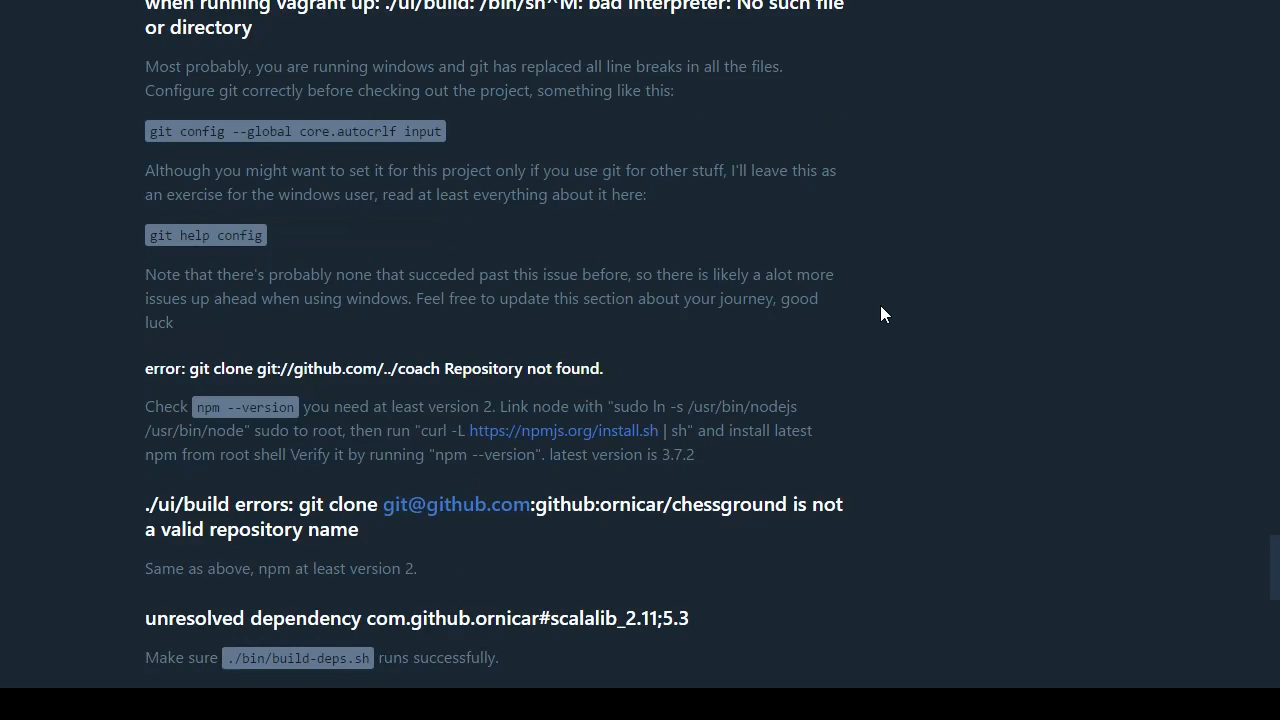 when running vagrant up: ./ui/build: /bin/sh^M: bad interpreter: No such file
or directory
Most probably, you are running windows and git has replaced all line breaks in all the files.
Configure git correctly before checking out the project, something like this:
git config --global core.autocrlf input
Although you might want to set it for this project only if you use git for other stuff, I'll leave this as
an exercise for the windows user, read at least everything about it here:
git help config
Note that there's probably none that succeded past this issue before, so there is likely a alot more
issues up ahead when using windows. Feel free to update this section about your journey, good
luck
error: git clone git://github.com/../coach Repository not found.
Check npm --version you need at least version 2. Link node with "sudo ln -s /usr/bin/nodejs
/usr/bin/node" sudo to root, then run "curl -L https://npmjs.org/install.sh | sh" and install latest
npm from root shell Verify it by running "npm --version". latest version is 3.7.2
./ui/build errors: git clone git@github.com:github:ornicar/chessground is not
a valid repository name
Same as above, npm at least version 2.
unresolved dependency com.github.ornicar#scalalib_2.11;5.3
Make sure ./bin/build-deps.sh runs successfully.